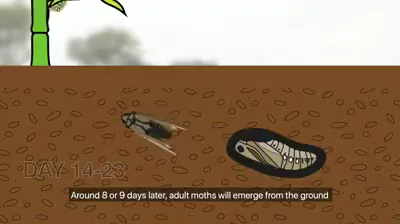 DAY 14-23
Around 8 or 9 days later, adult moths will emerge from the ground